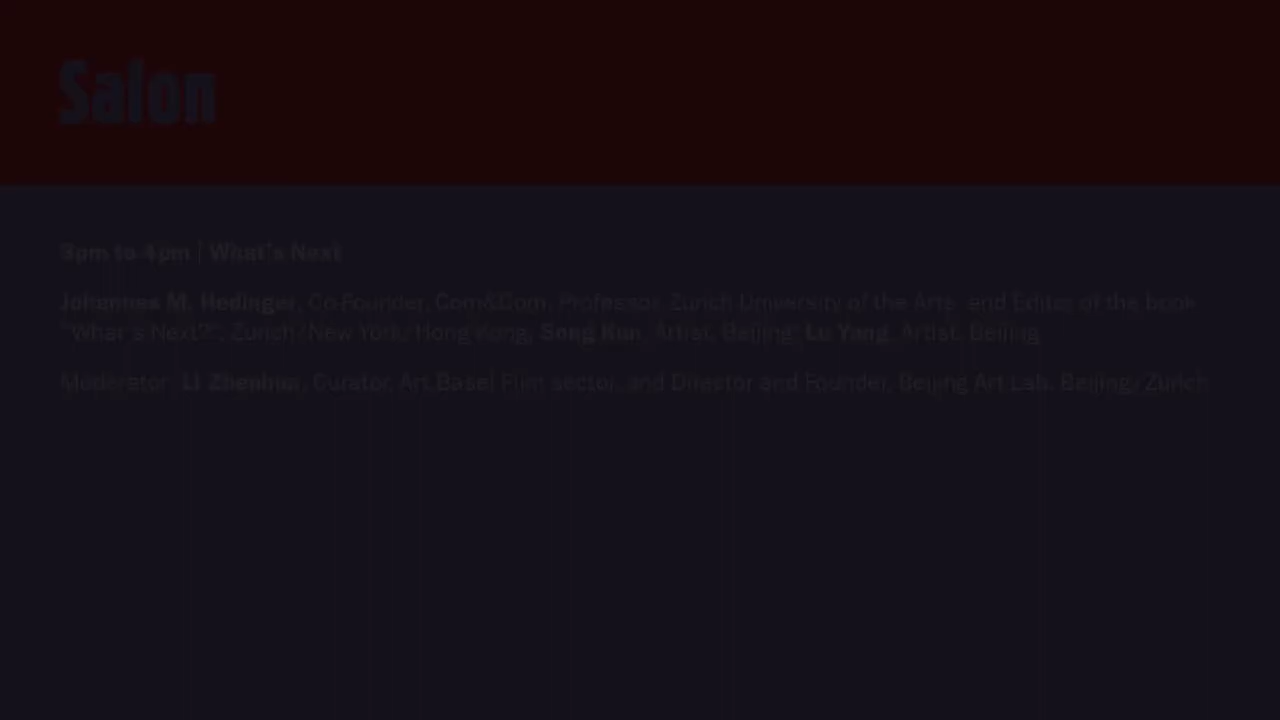 Salon
3pm to 4pm | What's Next
Johannes M. Hedinger, Co-Founder, Com&Com, Professor, Zurich University of the Arts, and Editor of the book
"What's Next?", Zurich/New York/Hong Kong; Song Kun, Artist, Beijing; Lu Yang, Artist, Beijing
Moderator: Li Zhenhua, Curator, Art Basel Film sector, and Director and Founder, Beijing Art Lab, Beijing/Zurich